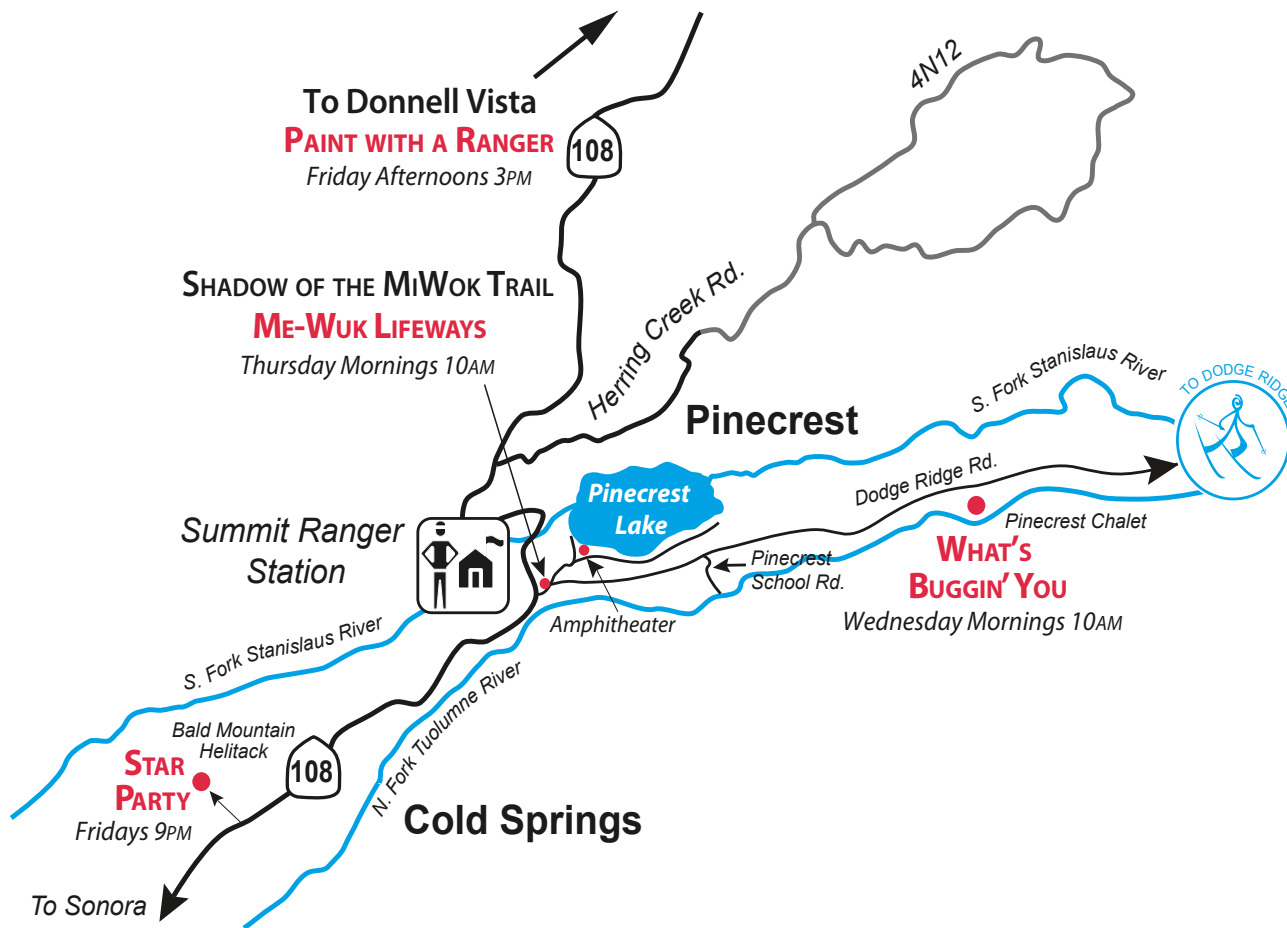 To Donnell Vista
PAINT WITH A RANGER
Friday Afternoons 3PM
108
4N12
SHADOW OF THE MIWOK TRAIL
ME-WUK LIFEWAYS
Thursday Mornings 10AM
Herring Creek Rd.
Pinecrest
S. Fork Stanislaus River
TO DODGE RIDGE
Dodge Ridge Rd.
Pinecrest
Lake
Summit Ranger
Station
Pinecrest Chalet
WHAT'S
BUGGIN' YOU
Wednesday Mornings 10AM
Pinecrest
School Rd.
Amphitheater
S. Fork Stanislaus River
N. Fork Tuolumne River
Bald Mountain
Helitack
STAR
PARTY
Fridays 9PM
108
Cold Springs
To Sonora